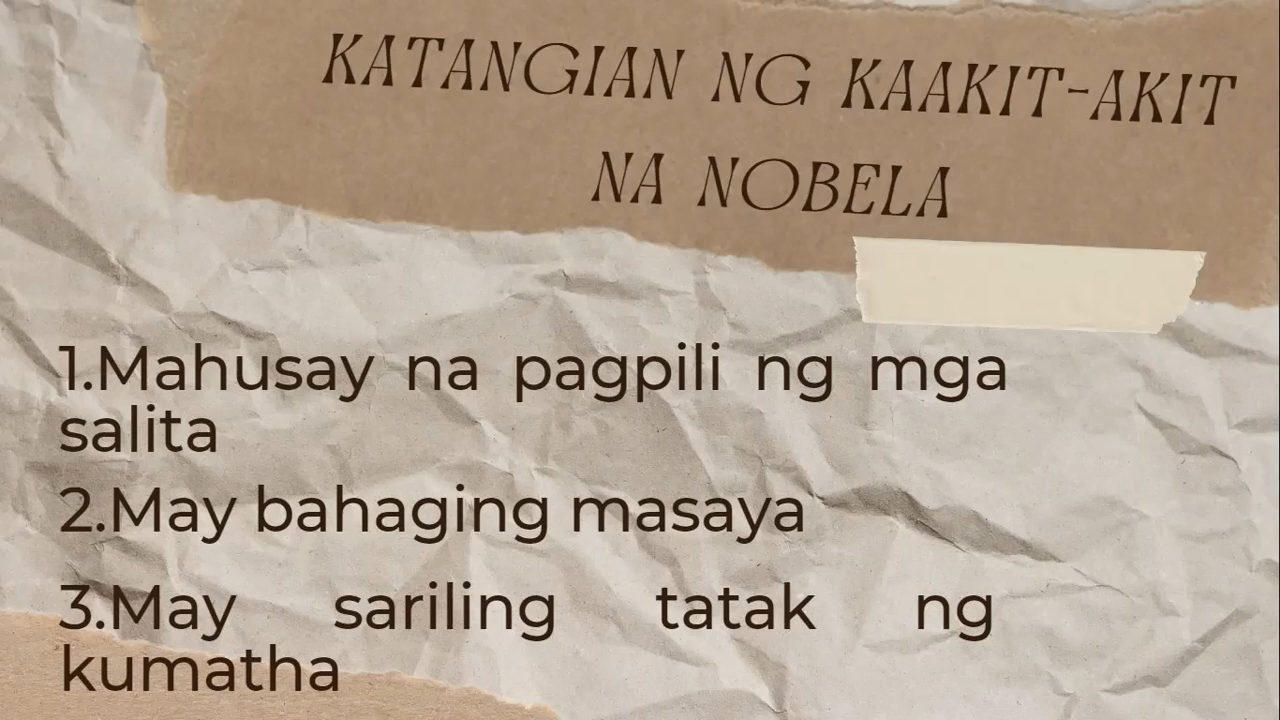 KATANGIAN NG KAAKIT-AKIT
NA NOBELA
1.Mahusay na pagpili ng mga
salita
2.May bahaging masaya
3.May sariling tatak ng
kumatha